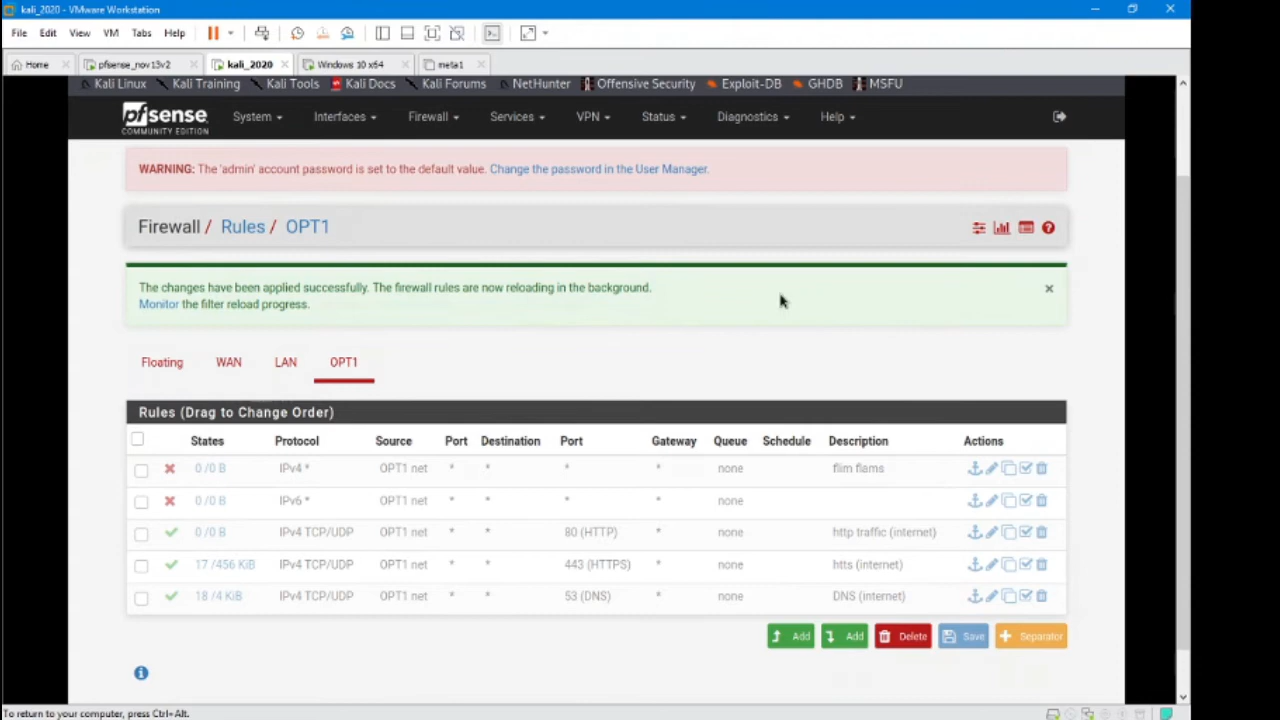 kali_2020 - VMware Workstation
File Edit View VM Tabs Help
Home pfsense_nov13v2 kali_2020 Windows 10 x64 meta1
Kali Linux Kali Training Kali Tools Kali Docs Kali Forums NetHunter Offensive Security Exploit-DB GHDB MSFU
pfsense System Interfaces Firewall Services VPN Status Diagnostics Help
COMMUNITY EDITION
WARNING: The 'admin' account password is set to the default value. Change the password in the User Manager.
Firewall / Rules / OPT1
The changes have been applied successfully. The firewall rules are now reloading in the background.
Monitor the filter reload progress.
Floating WAN LAN OPT1
Rules (Drag to Change Order)
States Protocol Source Port Destination Port Gateway Queue Schedule Description Actions
0 /0 B IPv4 * OPT1 net * * * * none flim flams
0 /0 B IPv6 * OPT1 net * * * * none
0 /0 B IPv4 TCP/UDP OPT1 net * * 80 (HTTP) * none http traffic (internet)
17 /456 KiB IPv4 TCP/UDP OPT1 net * * 443 (HTTPS) * none htts (internet)
18 /4 KiB IPv4 TCP/UDP OPT1 net * * 53 (DNS) * none DNS (internet)
Add Add Delete Save Separator
To return to your computer, press Ctrl+Alt.